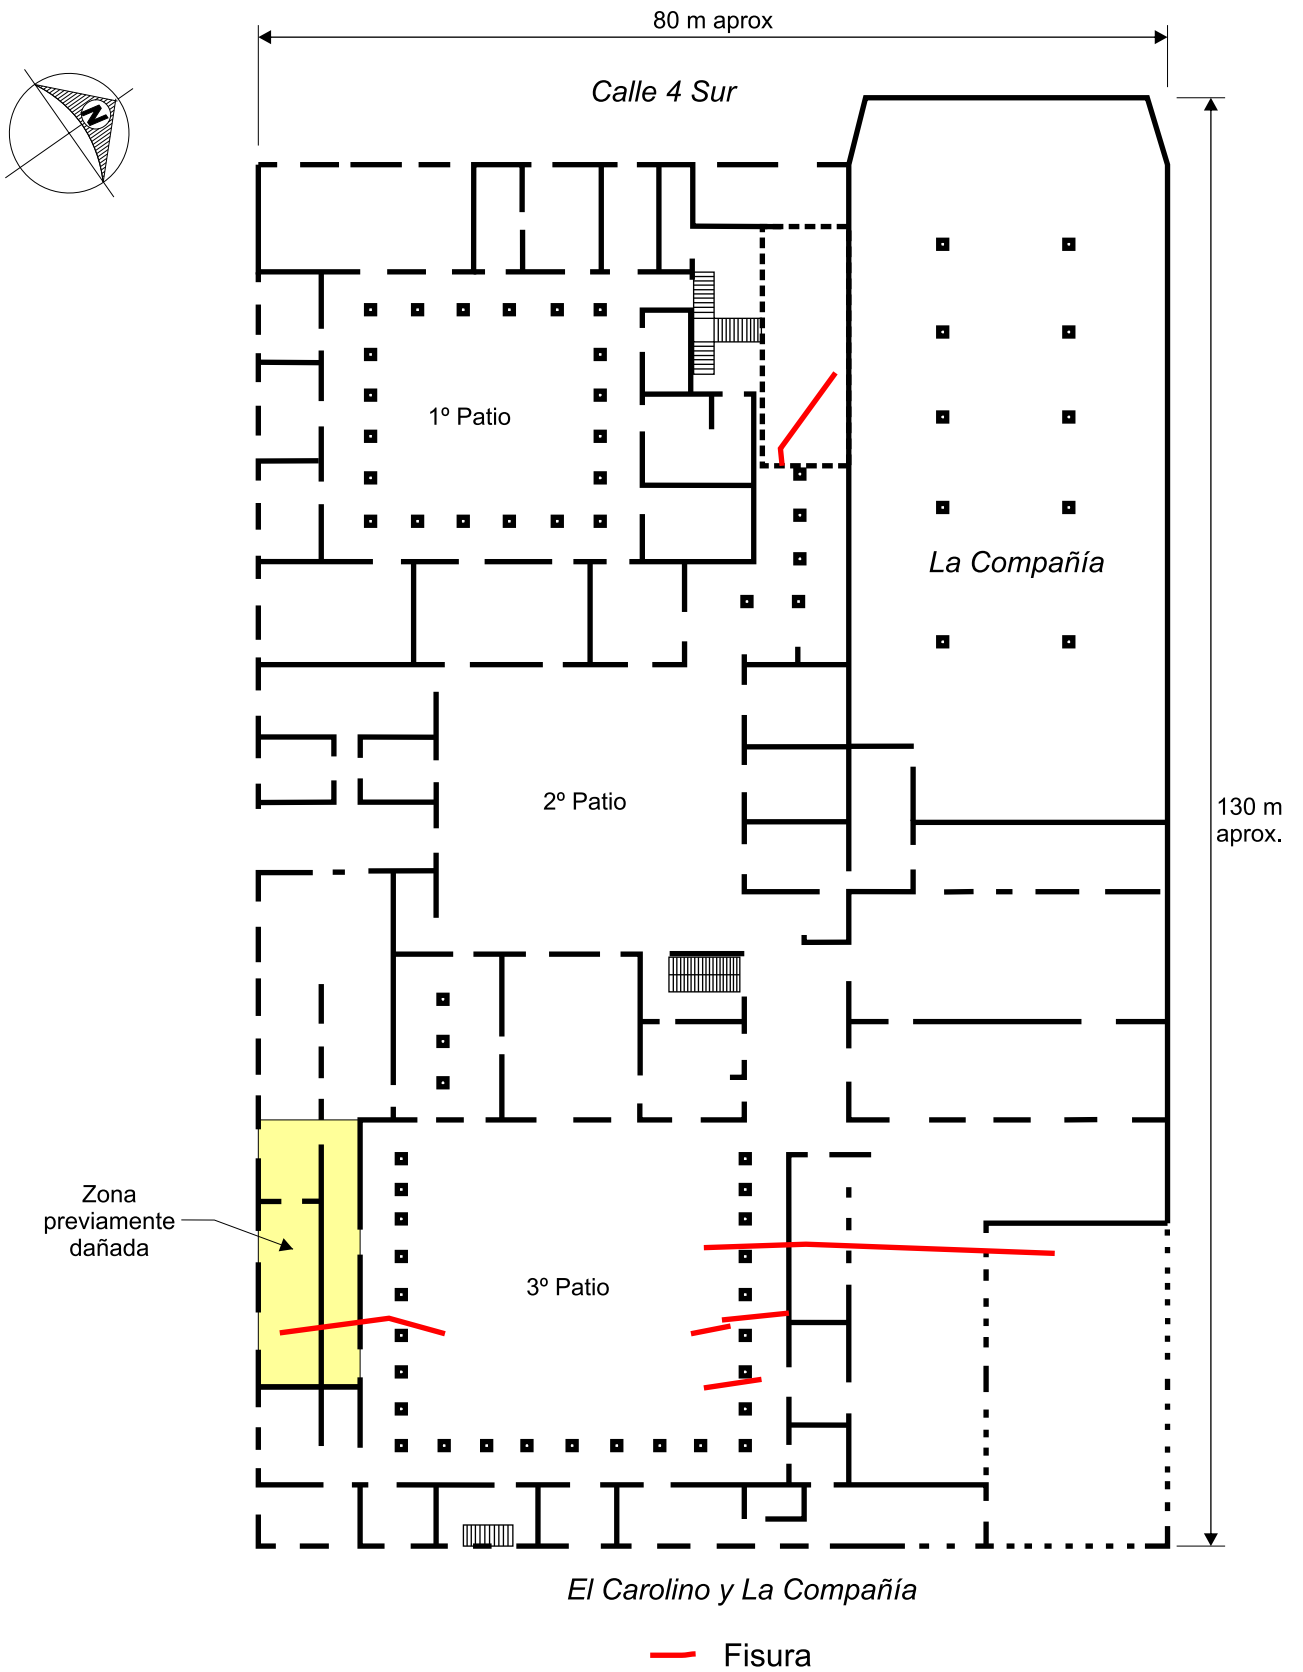 80 m aprox
Calle 4 Sur
N
1º Patio
La Compañía
2º Patio
130 m
aprox.
Zona
previamente
dañada
3º Patio
El Carolino y La Compañía
Fisura